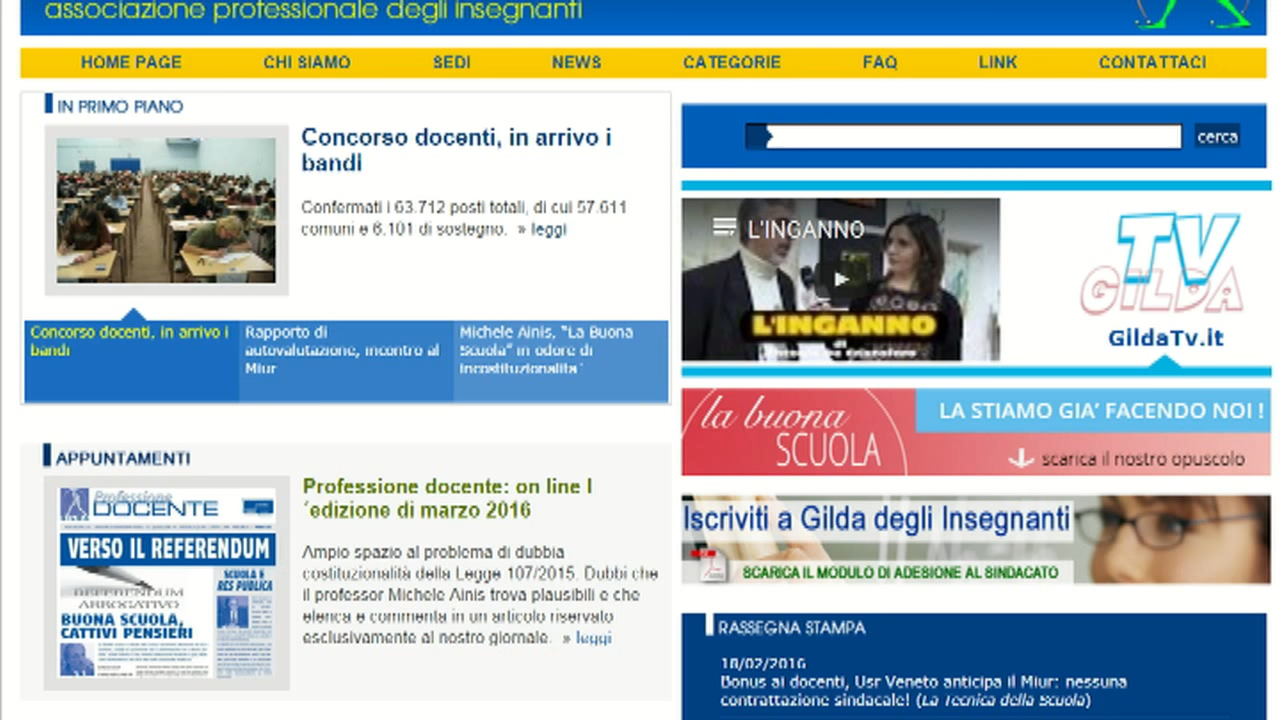 associazione professionale degli insegnanti
HOME PAGE CHI SIAMO SEDI NEWS CATEGORIE FAQ LINK CONTATTACI
IN PRIMO PIANO
Concorso docenti, in arrivo i
bandi
Confermati i 63.712 posti totali, di cui 57.611
comuni e 6.101 di sostegno. » leggi
Concorso docenti, in arrivo i
bandi
Rapporto di
autovalutazione, incontro al
Miur
Michele Ainis, "La Buona
Scuola" in odore di
incostituzionalita´
APPUNTAMENTI
Professione
DOCENTE
VERSO IL REFERENDUM
REFERENDUM
ABROGATIVO
BUONA SCUOLA,
CATTIVI PENSIERI
SCUOLA E
RES PUBLICA
Professione docente: on line l
´edizione di marzo 2016
Ampio spazio al problema di dubbia
costituzionalità della Legge 107/2015. Dubbi che
il professor Michele Ainis trova plausibili e che
elenca e commenta in un articolo riservato
esclusivamente al nostro giornale. » leggi
cerca
L'INGANNO
L'INGANNO
di
TV
GILDA
GildaTv.it
la buona
SCUOLA
LA STIAMO GIA' FACENDO NOI !
scarica il nostro opuscolo
Iscriviti a Gilda degli Insegnanti
SCARICA IL MODULO DI ADESIONE AL SINDACATO
RASSEGNA STAMPA
18/02/2016
Bonus ai docenti, Usr Veneto anticipa il Miur: nessuna
contrattazione sindacale! (La Tecnica della Scuola)